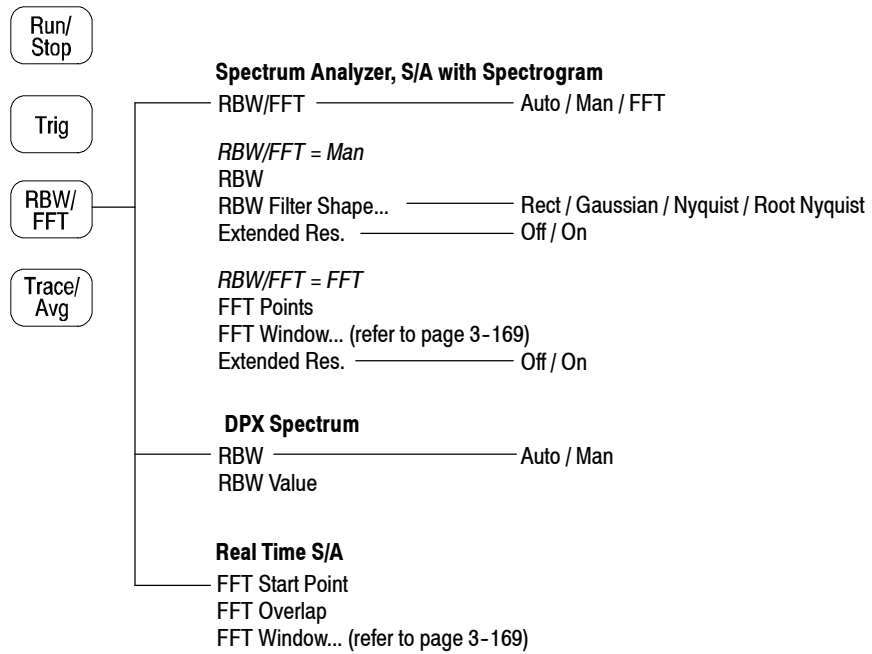 Run/
Stop
Trig
RBW/
FFT
Trace/
Avg
Spectrum Analyzer, S/A with Spectrogram
RBW/FFT Auto / Man / FFT
RBW/FFT = Man
RBW
RBW Filter Shape... Rect / Gaussian / Nyquist / Root Nyquist
Extended Res. Off / On
RBW/FFT = FFT
FFT Points
FFT Window... (refer to page 3-169)
Extended Res. Off / On
DPX Spectrum
RBW Auto / Man
RBW Value
Real Time S/A
FFT Start Point
FFT Overlap
FFT Window... (refer to page 3-169)